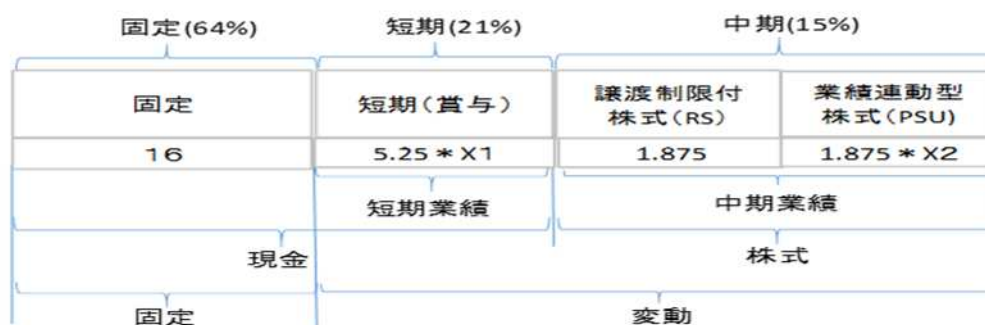 固定(64%) 短期(21%) 中期(15%)
固定 短期(賞与) 譲渡制限付
株式(RS) 業績連動型
株式(PSU)
16 5.25 * X1 1.875 1.875 * X2
短期業績 中期業績
現金 株式
固定 変動